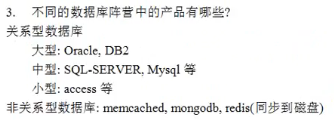 3. 不同的数据库阵营中的产品有哪些?
关系型数据库
大型: Oracle, DB2
中型: SQL-SERVER, Mysql 等
小型: access 等
非关系型数据库: memcached, mongodb, redis(同步到磁盘)